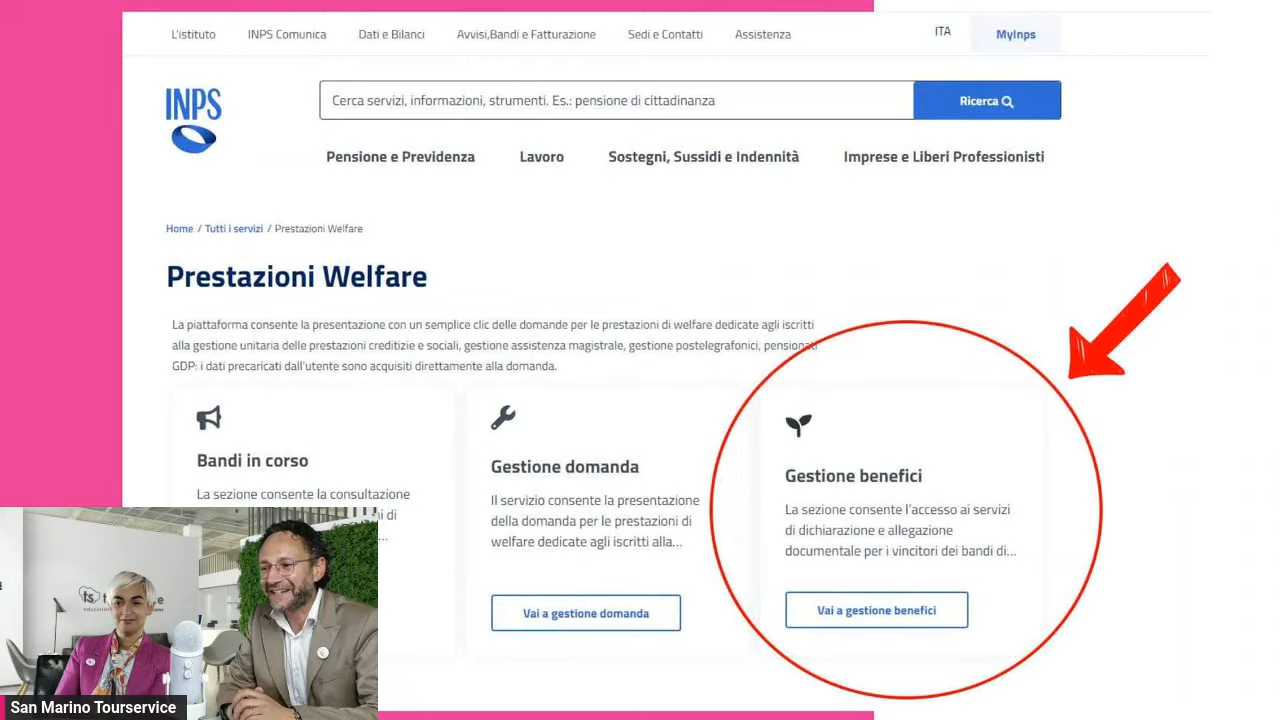 L'istituto INPS Comunica Dati e Bilanci Avvisi,Bandi e Fatturazione Sedi e Contatti Assistenza ITA MyInps
INPS
Cerca servizi, informazioni, strumenti. Es.: pensione di cittadinanza
Ricerca
Pensione e Previdenza Lavoro Sostegni, Sussidi e Indennità Imprese e Liberi Professionisti
Home / Tutti i servizi / Prestazioni Welfare
Prestazioni Welfare
La piattaforma consente la presentazione con un semplice clic delle domande per le prestazioni di welfare dedicate agli iscritti
alla gestione unitaria delle prestazioni creditizie e sociali, gestione assistenza magistrale, gestione postelegrafonici, pensionati
GDP: i dati precaricati dall'utente sono acquisiti direttamente alla domanda.
Bandi in corso
La sezione consente la consultazione
di
Gestione domanda
Il servizio consente la presentazione
della domanda per le prestazioni di
welfare dedicate agli iscritti alla...
Vai a gestione domanda
Gestione benefici
La sezione consente l'accesso ai servizi
di dichiarazione e allegazione
documentale per i vincitori dei bandi di...
Vai a gestione benefici
ts
San Marino Tourservice